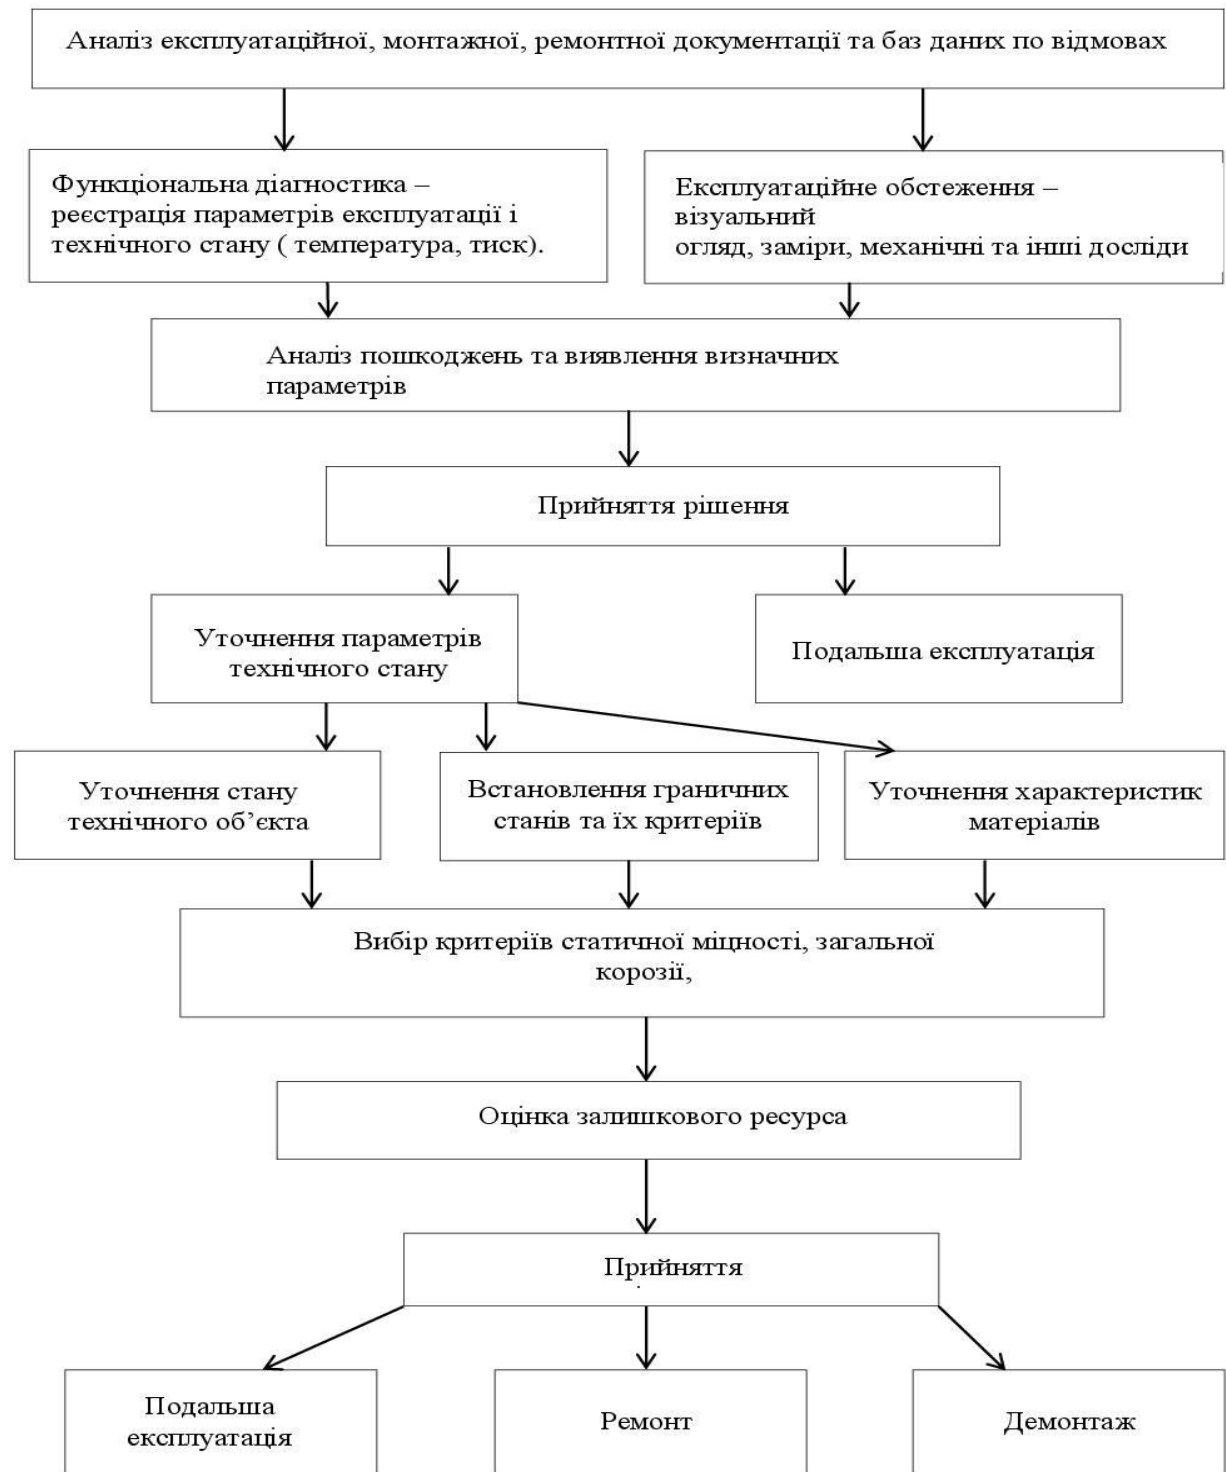 Аналіз експлуатаційної, монтажної, ремонтної документації та баз даних по відмовах
Функціональна діагностика –
реєстрація параметрів експлуатації і
технічного стану ( температура, тиск).
Експлуатаційне обстеження –
візуальний
огляд, заміри, механічні та інші досліди
Аналіз пошкоджень та виявлення визначних
параметрів
Прийняття рішення
Уточнення параметрів
технічного стану
Подальша експлуатація
Уточнення стану
технічного об’єкта
Встановлення граничних
станів та їх критеріїв
Уточнення характеристик
матеріалів
Вибір критеріїв статичної міцності, загальної
корозії,
Оцінка залишкового ресурса
Прийняття
Подальша
експлуатація
Ремонт
Демонтаж